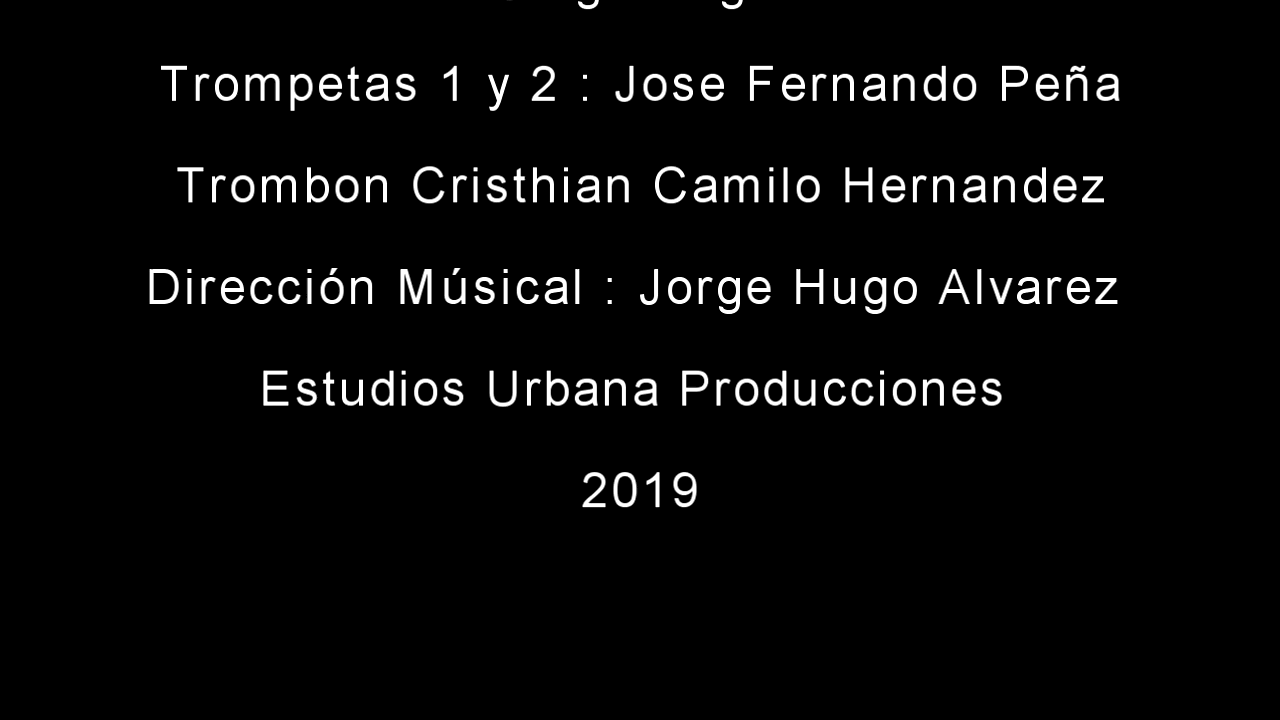 Trompetas 1 y 2 : Jose Fernando Peña
Trombon Cristhian Camilo Hernandez
Dirección Músical : Jorge Hugo Alvarez
Estudios Urbana Producciones
2019